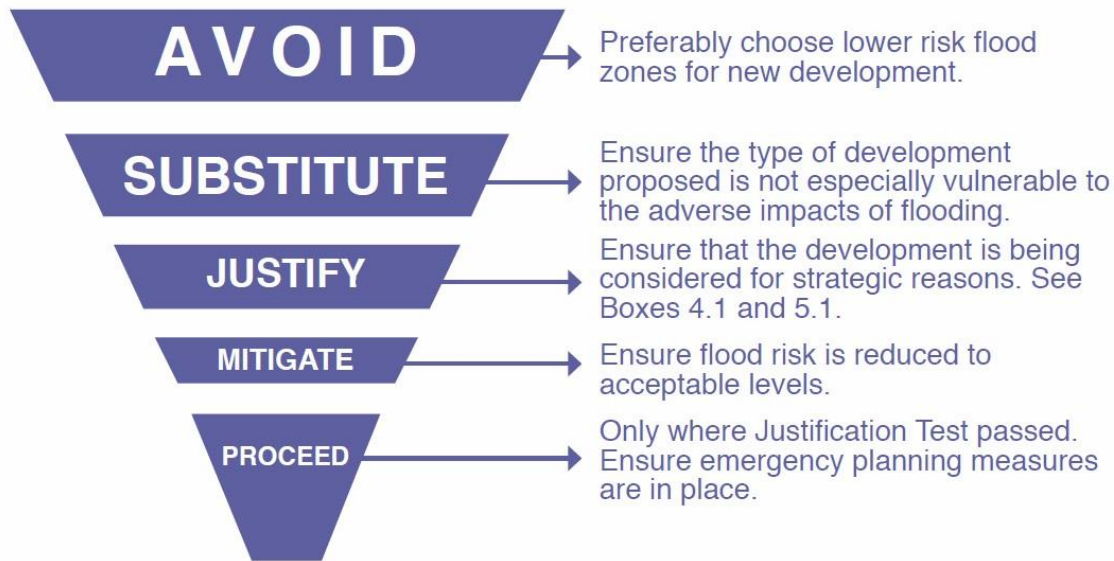 AVOID
Preferably choose lower risk flood
zones for new development.
SUBSTITUTE
Ensure the type of development
proposed is not especially vulnerable to
the adverse impacts of flooding.
JUSTIFY
Ensure that the development is being
considered for strategic reasons. See
Boxes 4.1 and 5.1.
MITIGATE
Ensure flood risk is reduced to
acceptable levels.
PROCEED
Only where Justification Test passed.
Ensure emergency planning measures
are in place.